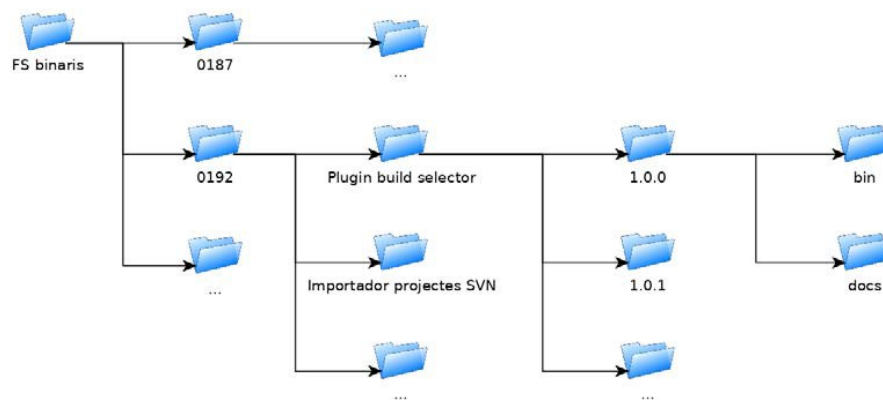 FS binaris
0187
...
0192
Plugin build selector
1.0.0
bin
...
Importador projectes SVN
1.0.1
docs
...
...